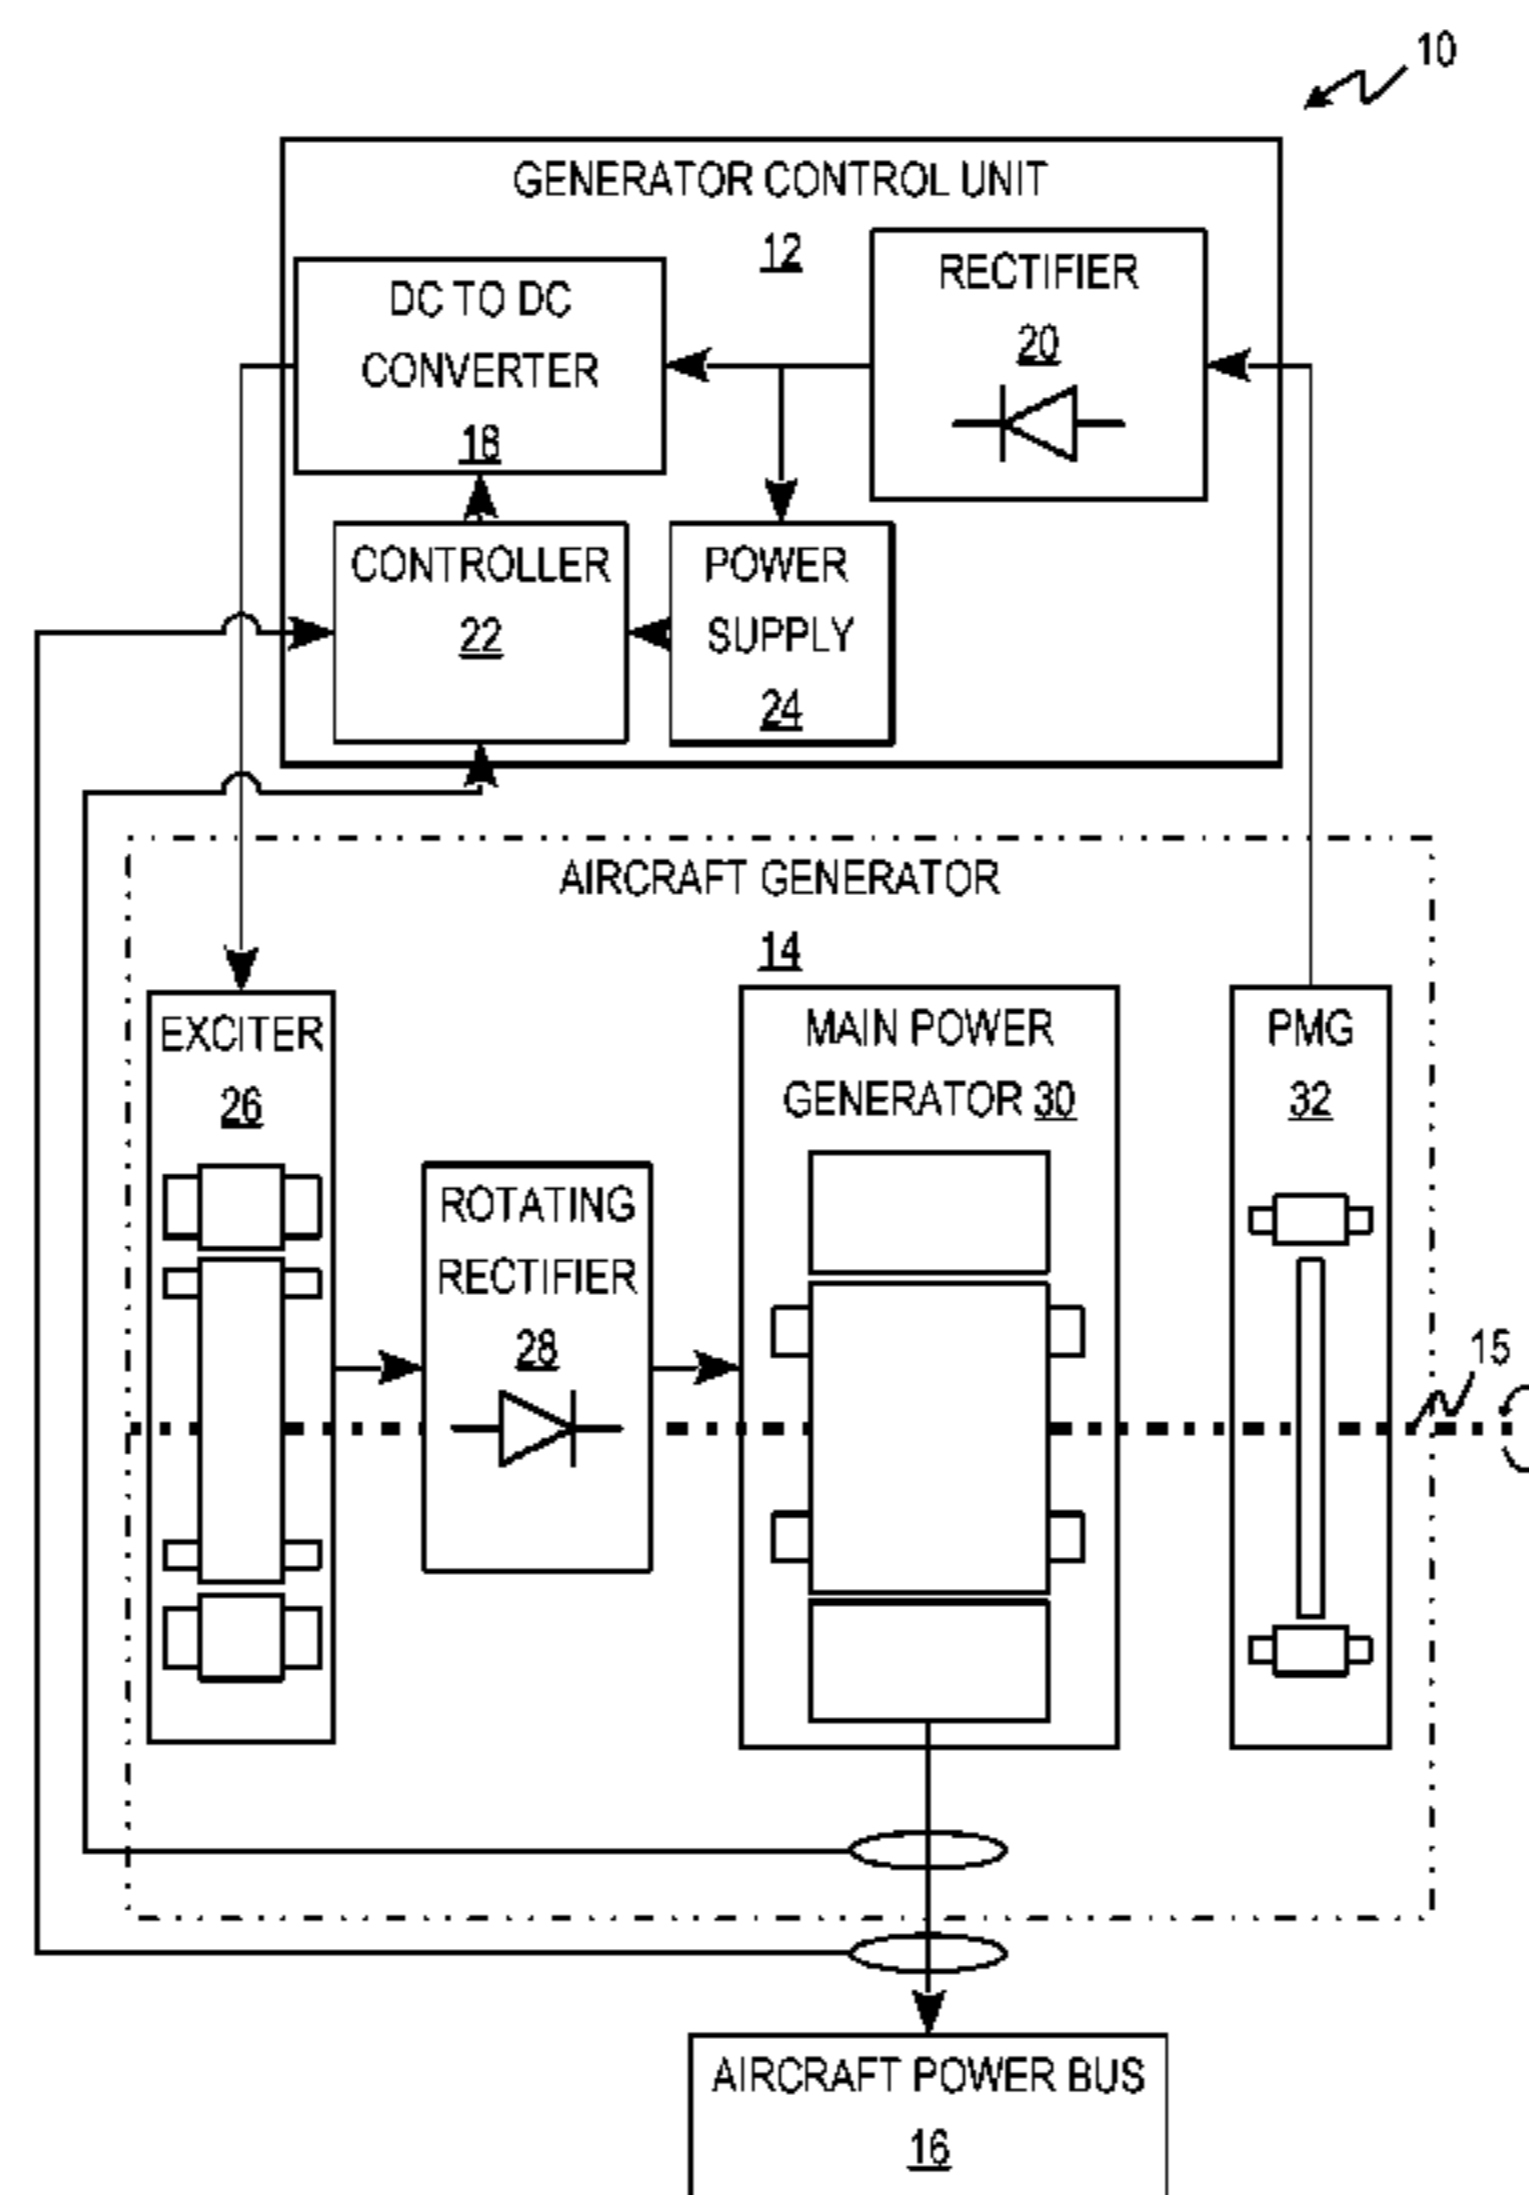 10
GENERATOR CONTROL UNIT
12
DC TO DC
CONVERTER
18
RECTIFIER
20
CONTROLLER
22
POWER
SUPPLY
24
AIRCRAFT GENERATOR
14
EXCITER
26
ROTATING
RECTIFIER
28
MAIN POWER
GENERATOR 30
PMG
32
15
AIRCRAFT POWER BUS
16